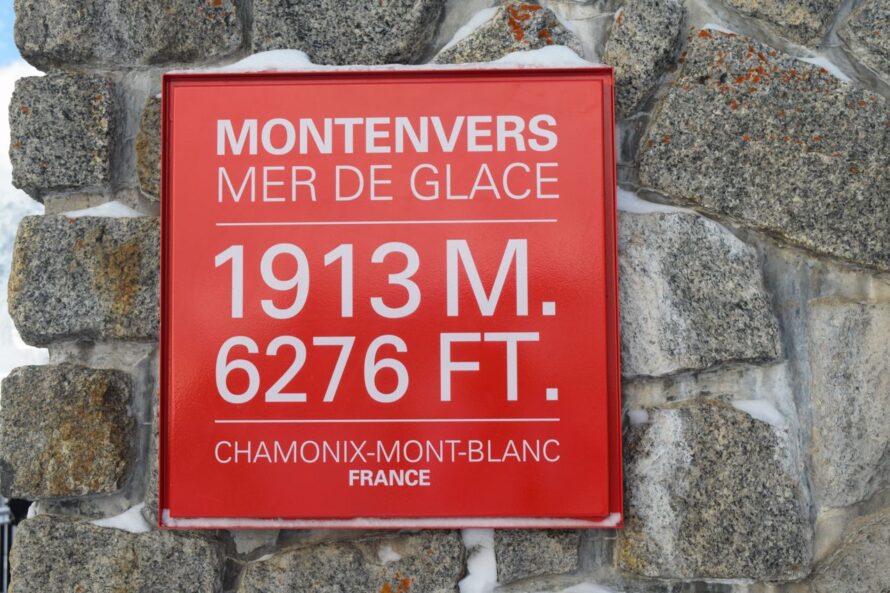 MONTENVERS
MER DE GLACE
1913 M.
6276 FT.
CHAMONIX-MONT-BLANC
FRANCE